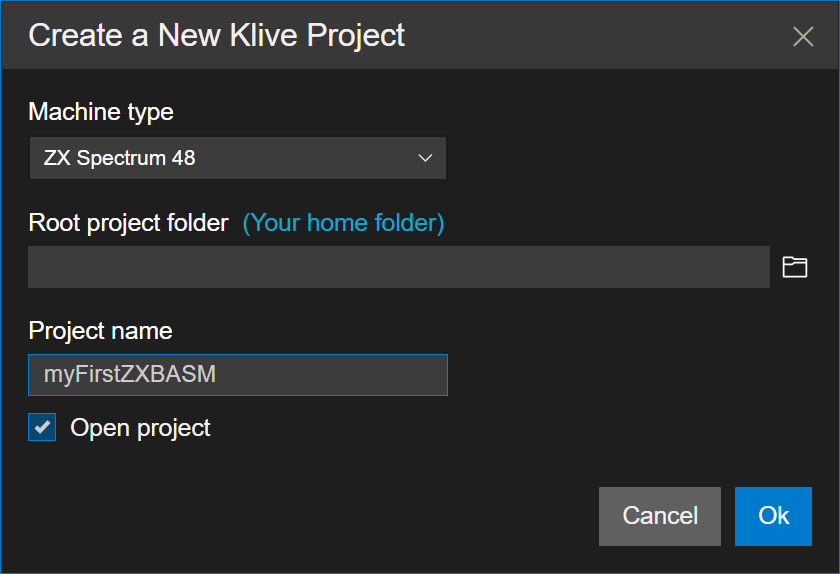 Create a New Klive Project
Machine type
ZX Spectrum 48
Root project folder (Your home folder)
Project name
myFirstZXBASM
Open project
Cancel Ok